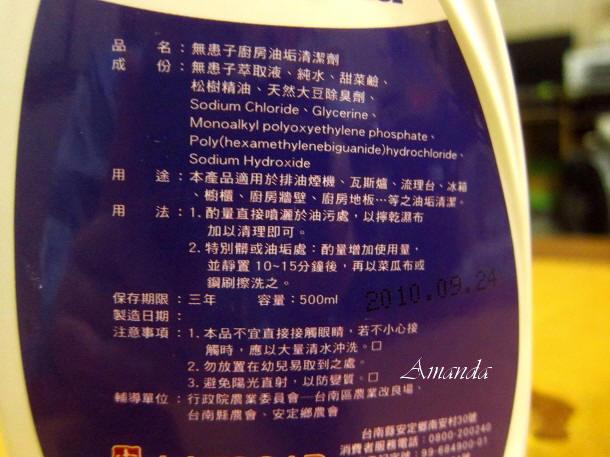 品　　名：無患子廚房油垢清潔劑
成　　份：無患子萃取液、純水、甜菜鹼、
松樹精油、天然大豆除臭劑、
Sodium Chloride、Glycerine、
Monoalkyl polyoxyethylene phosphate、
Poly(hexamethylenebiguanide)hydrochloride、
Sodium Hydroxide
用　　途：本產品適用於排油煙機、瓦斯爐、流理台、冰箱
、櫥櫃、廚房牆壁、廚房地板…等之油垢清潔。
用　　法：1. 酌量直接噴灑於油污處，以擰乾濕布
加以清理即可。
2. 特別髒或油垢處：酌量增加使用量，
並靜置 10~15分鐘後，再以菜瓜布或
鋼刷擦洗之。
保存期限：三年　　容量：500ml
製造日期： 2010.09.24
注意事項：1. 本品不宜直接接觸眼睛，若不小心接
觸時，應以大量清水沖洗。□
2. 勿放置在幼兒易取到之處。
3. 避免陽光直射，以防變質。□
Amanda
輔導單位：行政院農業委員會—台南區農業改良場、
台南縣農會、安定鄉農會
台南縣安定鄉南安村30號
消費者服務電話：0800-200240
99-664900-01